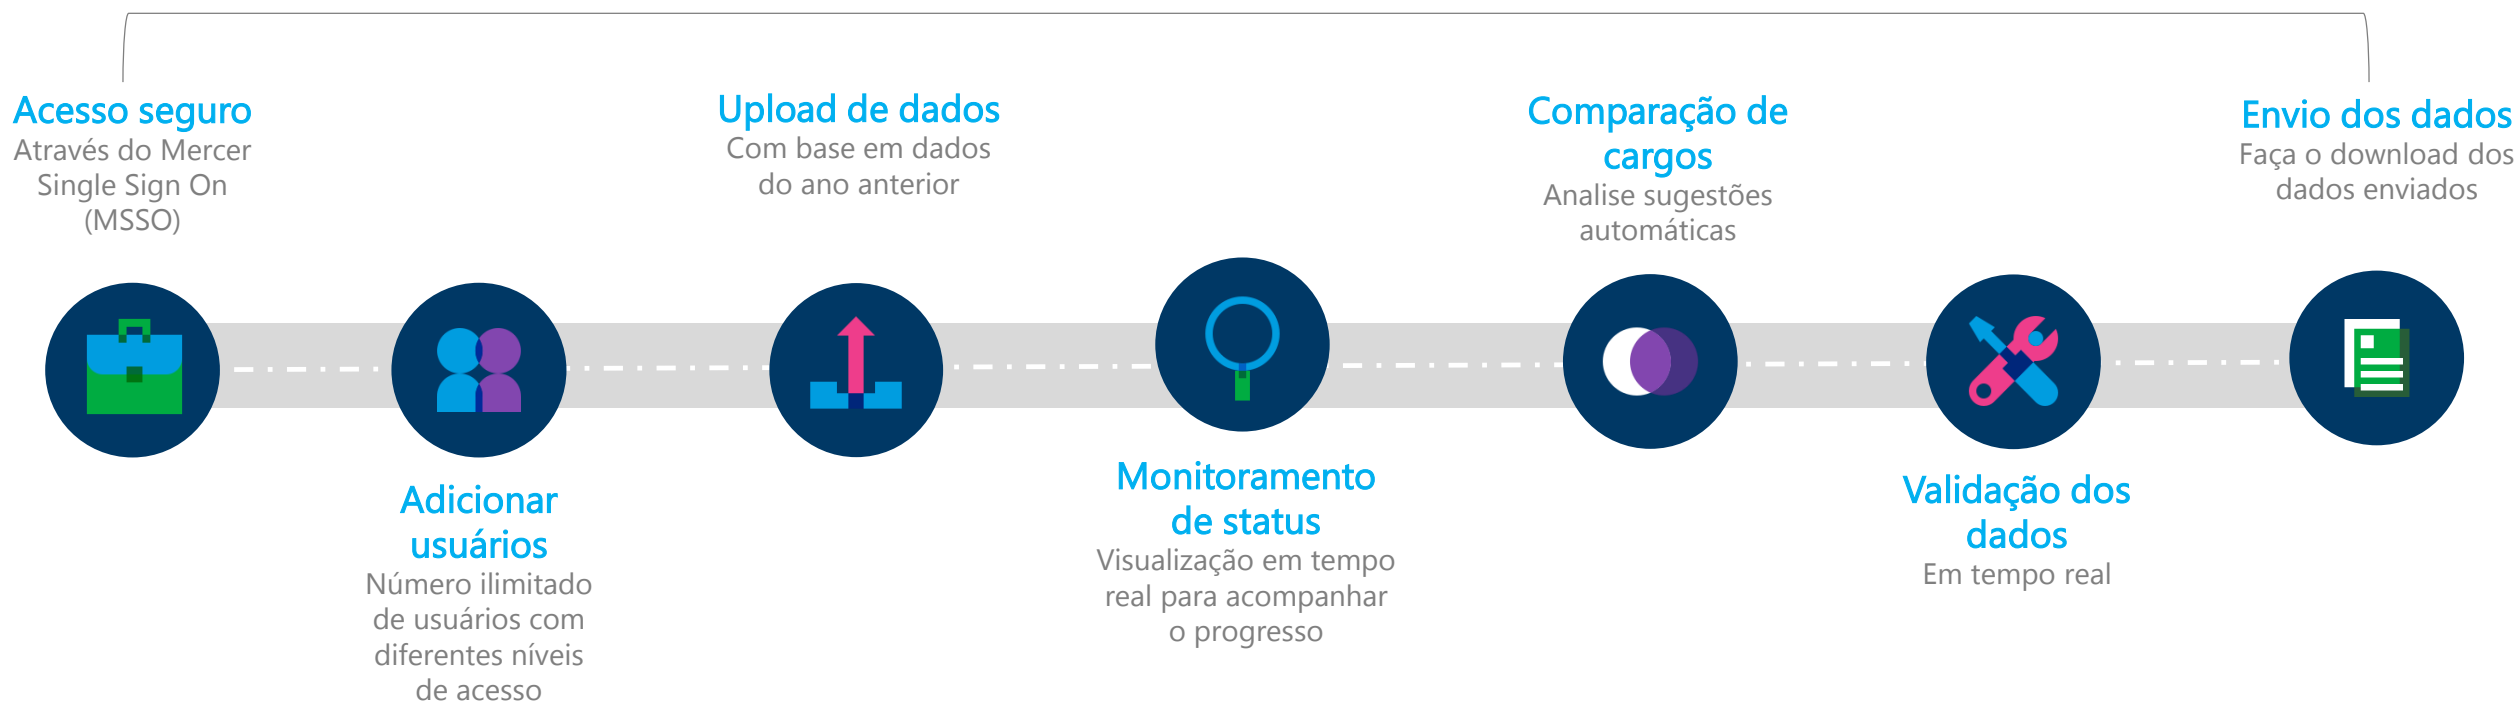 Acesso seguro
Através do Mercer
Single Sign On
(MSSO)
Adicionar
usuários
Número ilimitado
de usuários com
diferentes níveis
de acesso
Upload de dados
Com base em dados
do ano anterior
Monitoramento
de status
Visualização em tempo
real para acompanhar
o progresso
Comparação de
cargos
Analise sugestões
automáticas
Validação dos
dados
Em tempo real
Envio dos dados
Faça o download dos
dados enviados